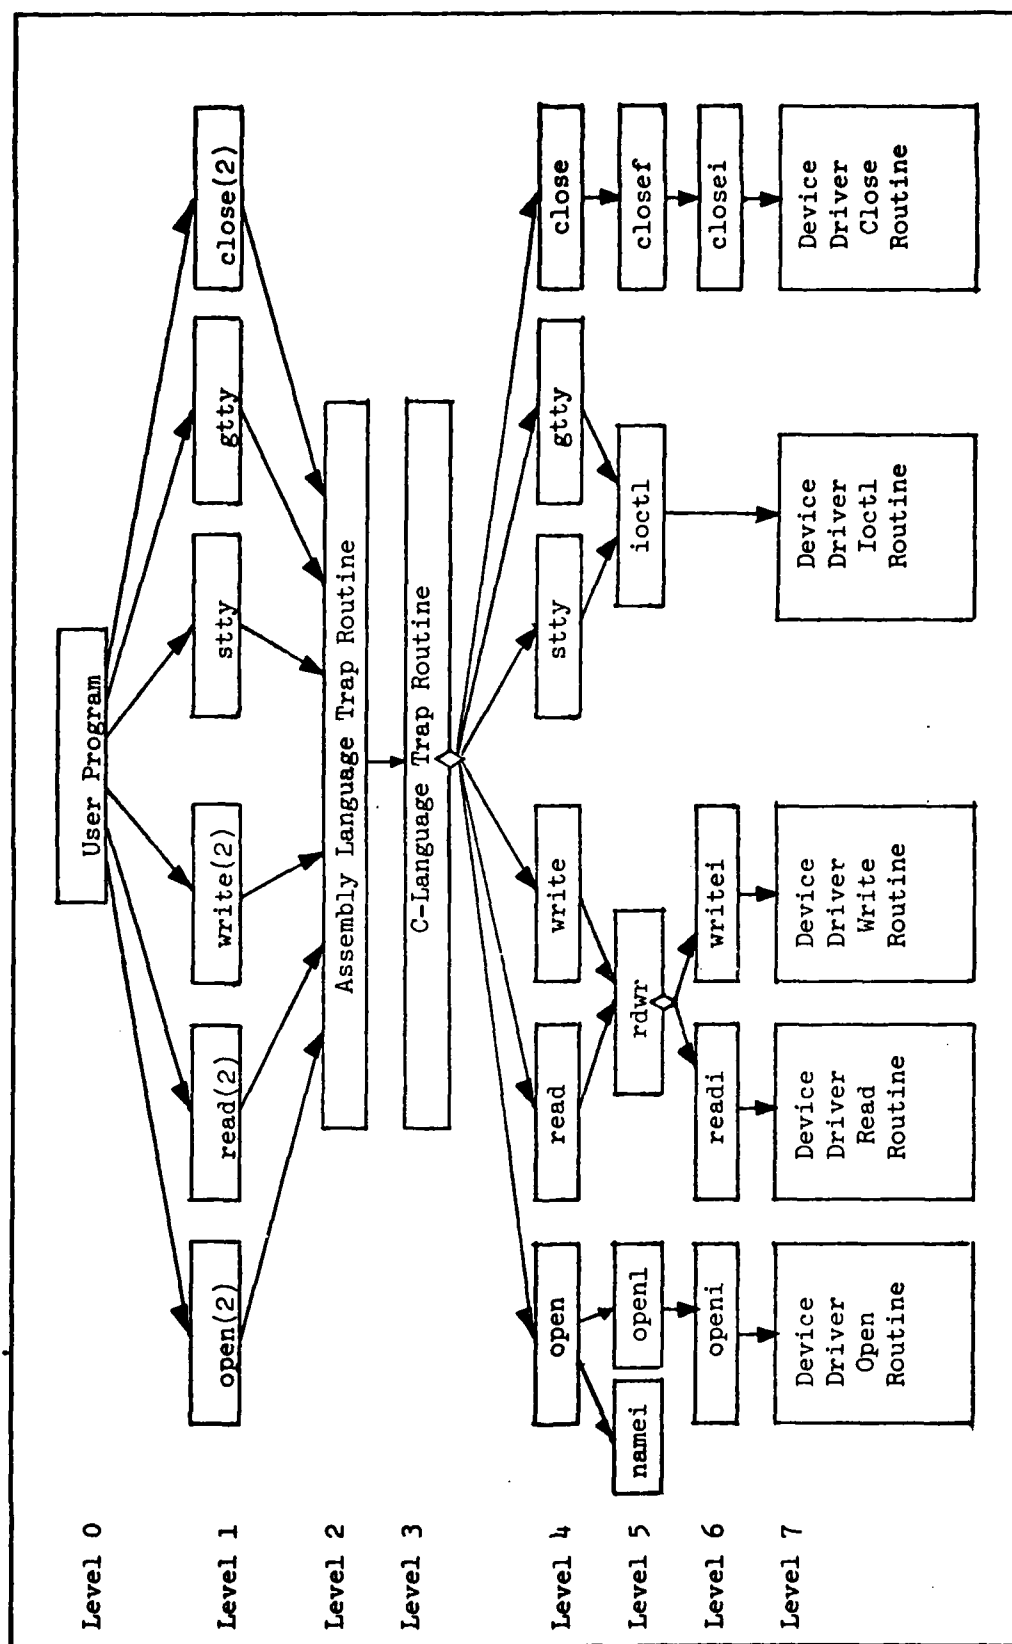 Level 0
User Program
Level 1
open(2)
read(2)
write(2)
stty
gtty
close(2)
Level 2
Assembly Language Trap Routine
Level 3
C-Language Trap Routine
Level 4
open
read
write
stty
gtty
close
Level 5
namei
openl
rdwr
ioctl
closef
Level 6
openi
readi
writei
closei
Level 7
Device
Driver
Open
Routine
Device
Driver
Read
Routine
Device
Driver
Write
Routine
Device
Driver
Ioctl
Routine
Device
Driver
Close
Routine